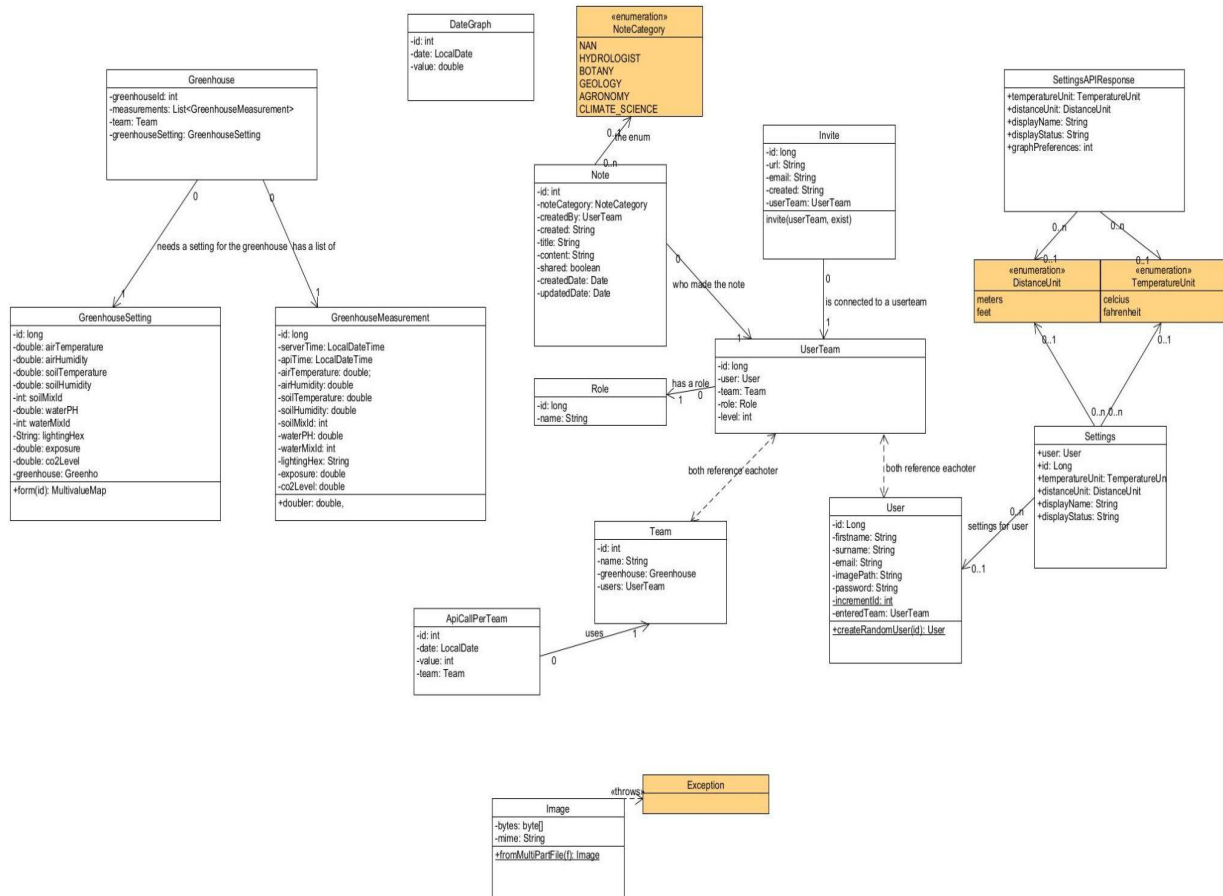 DateGraph
-id: int
-date: LocalDate
-value: double
«enumeration»
NoteCategory
NAN
HYDROLOGIST
BOTANY
GEOLOGY
AGRONOMY
CLIMATE_SCIENCE
Greenhouse
-greenhouseId: int
-measurements: List<GreenhouseMeasurement>
-team: Team
-greenhouseSetting: GreenhouseSetting
SettingsAPIResponse
+temperatureUnit: TemperatureUnit
+distanceUnit: DistanceUnit
+displayName: String
+displayStatus: String
+graphPreferences: int
0..1
the enum
0..n
Invite
-id: long
-url: String
-email: String
-created: String
-userTeam: UserTeam
invite(userTeam, exist)
Note
-id: int
-noteCategory: NoteCategory
-createdBy: UserTeam
-created: String
-title: String
-content: String
-shared: boolean
-createdDate: Date
-updatedDate: Date
0
0
needs a setting for the greenhouse
has a list of
1
1
0
who made the note
1
0
is connected to a userteam
1
0..n
0..n
0..1
0..1
«enumeration»
DistanceUnit
meters
feet
«enumeration»
TemperatureUnit
celcius
fahrenheit
0..1
0..1
0..n
0..n
GreenhouseSetting
-id: long
-double: airTemperature
-double: airHumidity
-double: soilTemperature
-double: soilHumidity
-int: soilMixId
-double: waterPH
-int: waterMixId
-String: lightingHex
-double: exposure
-double: co2Level
-greenhouse: Greenho
+form(id): MultivalueMap
GreenhouseMeasurement
-id: long
-serverTime: LocalDateTime
-apiTime: LocalDateTime
-airTemperature: double;
-airHumidity: double
-soilTemperature: double
-soilHumidity: double
-soilMixId: int
-waterPH: double
-waterMixId: int
-lightingHex: String
-exposure: double
-co2Level: double
+doubler: double,
UserTeam
-id: long
-user: User
-team: Team
-role: Role
-level: int
Role
-id: long
-name: String
has a role
1
0
both reference eachoter
both reference eachoter
Settings
+user: User
+id: Long
+temperatureUnit: TemperatureUn
+distanceUnit: DistanceUnit
+displayName: String
+displayStatus: String
0..n
settings for user
0..1
User
-id: Long
-firstname: String
-surname: String
-email: String
-imagePath: String
-password: String
-incrementId: int
-enteredTeam: UserTeam
+createRandomUser(id): User
Team
-id: int
-name: String
-greenhouse: Greenhouse
-users: UserTeam
ApiCallPerTeam
-id: int
-date: LocalDate
-value: int
-team: Team
uses
1
0
«throws»
Exception
Image
-bytes: byte[]
-mime: String
+fromMultiPartFile(f): Image